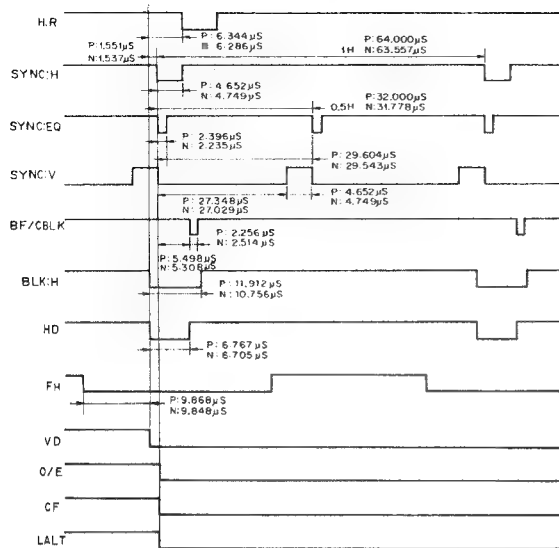 H.R
P: 6.344µS
6.286µS
P: 1.551µS
N: 1.537µS
P: 64.000µS
N: 63.557µS
1H
SYNC:H
P: 4.652µS
N: 4.749µS
P: 32.000µS
N: 31.778µS
0.5H
SYNC:EQ
P: 2.396µS
N: 2.235µS
P: 29.604µS
N: 29.543µS
SYNC:V
P: 27.348µS
N: 27.029µS
P: 4.652µS
N: 4.749µS
BF/CBLK
P: 2.256µS
N: 2.514µS
P: 5.498µS
N: 5.308µS
BLK:H
P: 11.912µS
N: 10.756µS
HD
P: 6.767µS
N: 6.705µS
FH
P: 9.868µS
N: 9.848µS
VD
O/E
CF
LALT